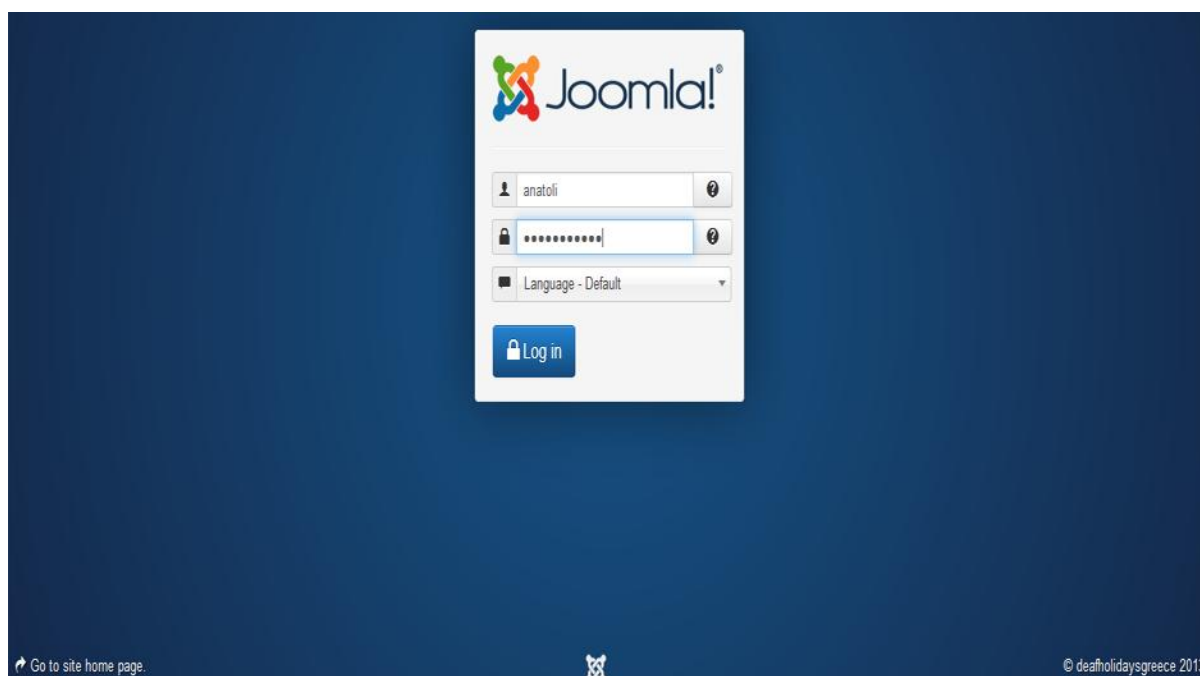 Joomla!®
anatoli
•••••••••••
Language - Default
Log in
Go to site home page.
© deafholidaysgreece